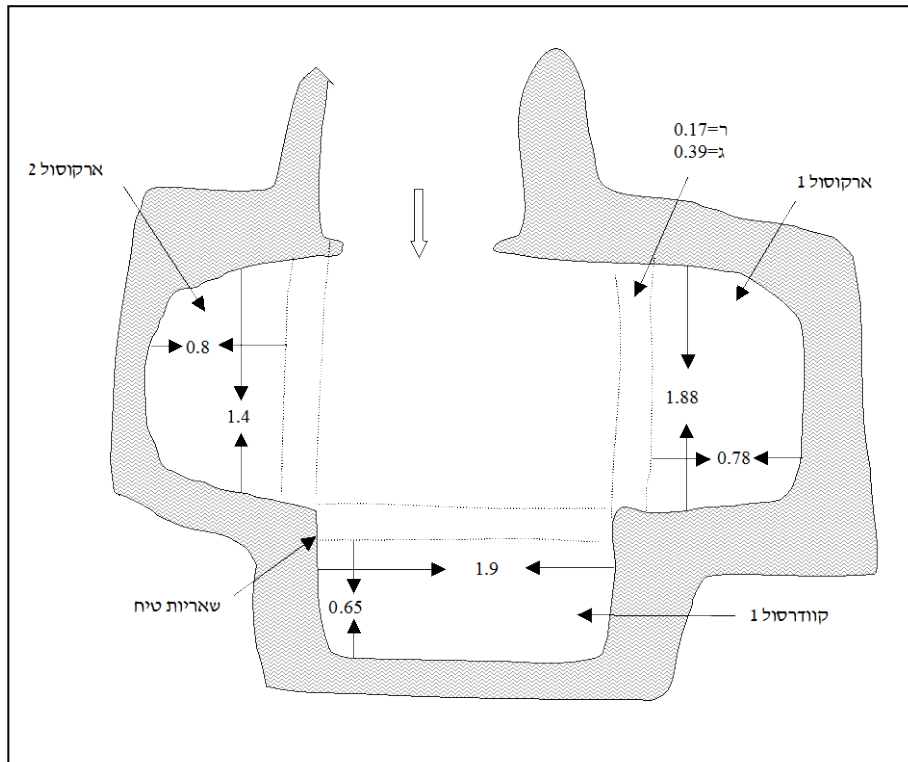 ר=0.17
ג=0.39
ארקוסול 1
ארקוסול 2
0.8
1.4
1.88
0.78
1.9
0.65
שאריות טיח
קוודרסול 1